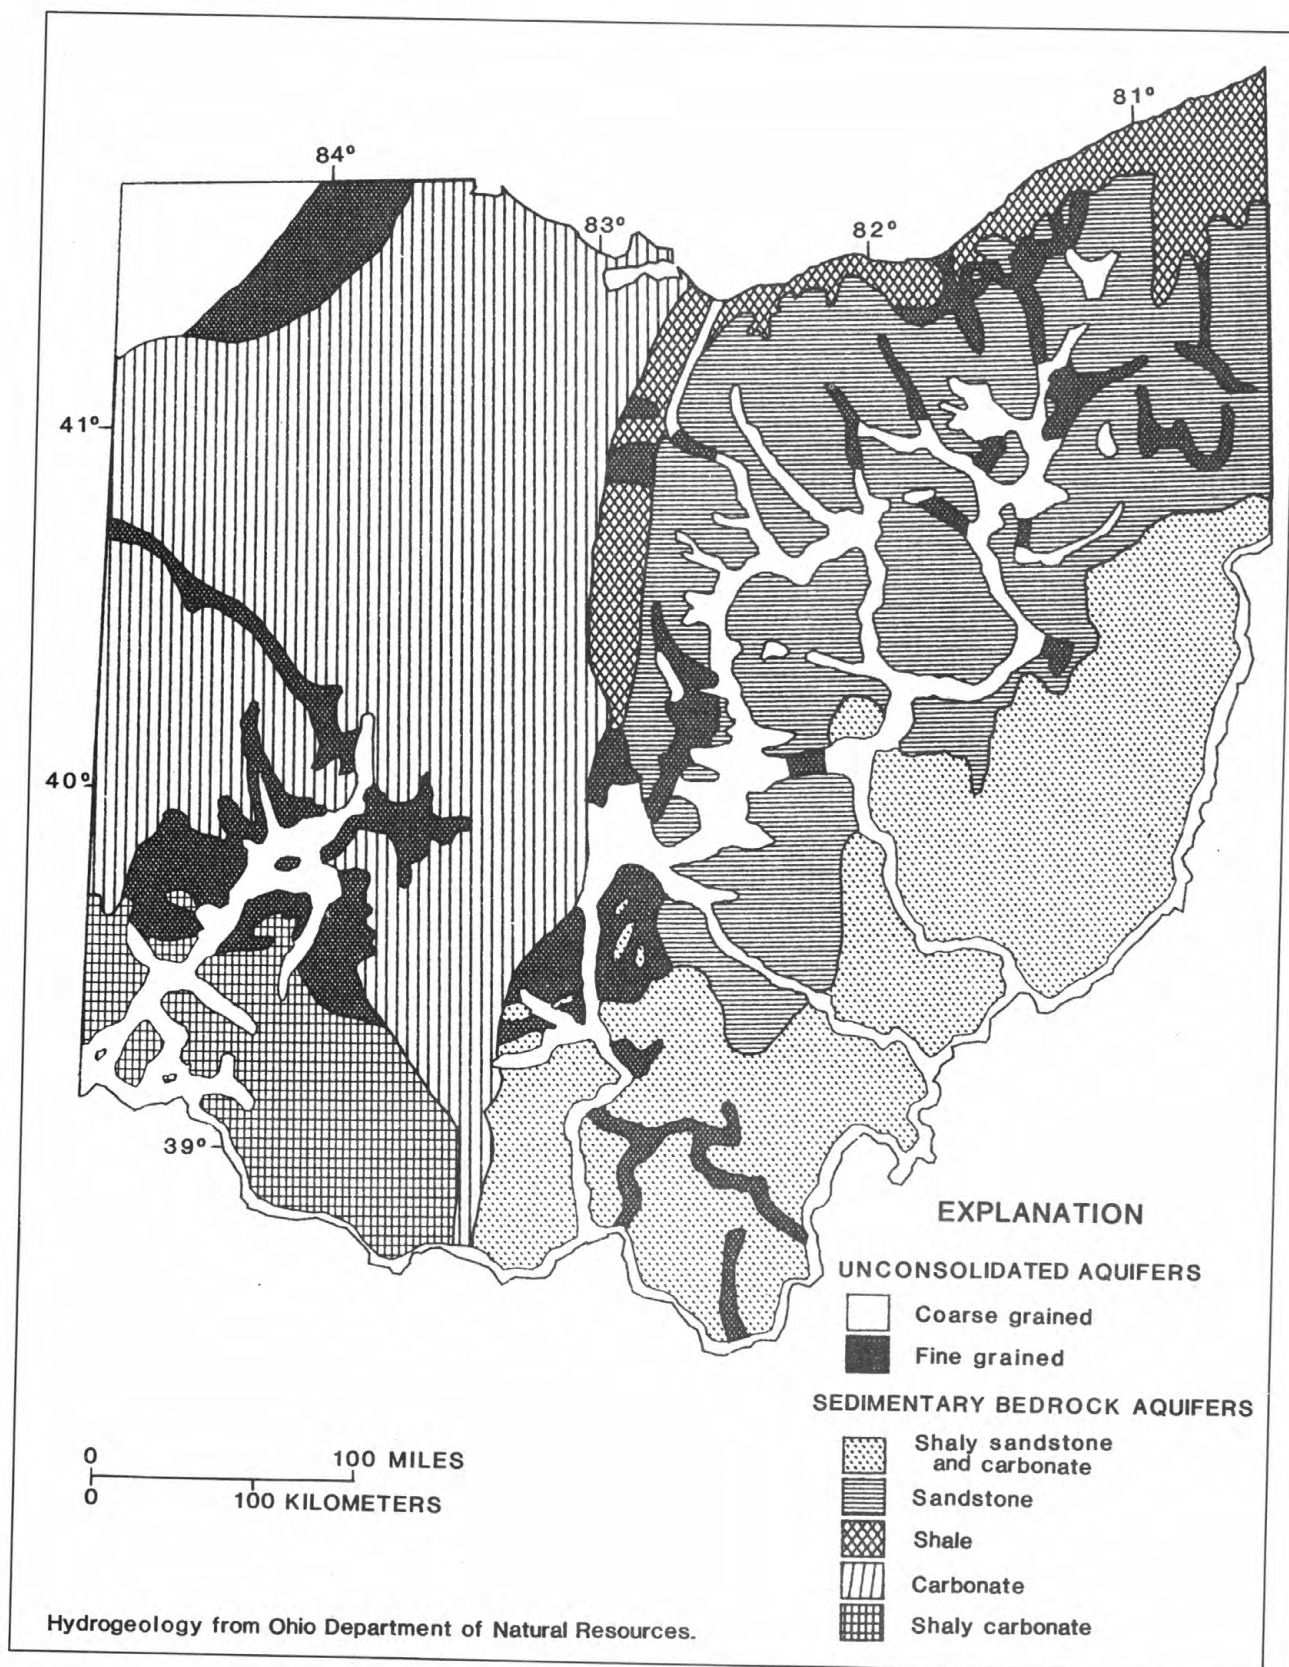 81°
84°
83°
82°
41°
40°
39°
EXPLANATION
UNCONSOLIDATED AQUIFERS
Coarse grained
Fine grained
SEDIMENTARY BEDROCK AQUIFERS
Shaly sandstone
and carbonate
Sandstone
Shale
Carbonate
Shaly carbonate
0 100 MILES
0 100 KILOMETERS
Hydrogeology from Ohio Department of Natural Resources.